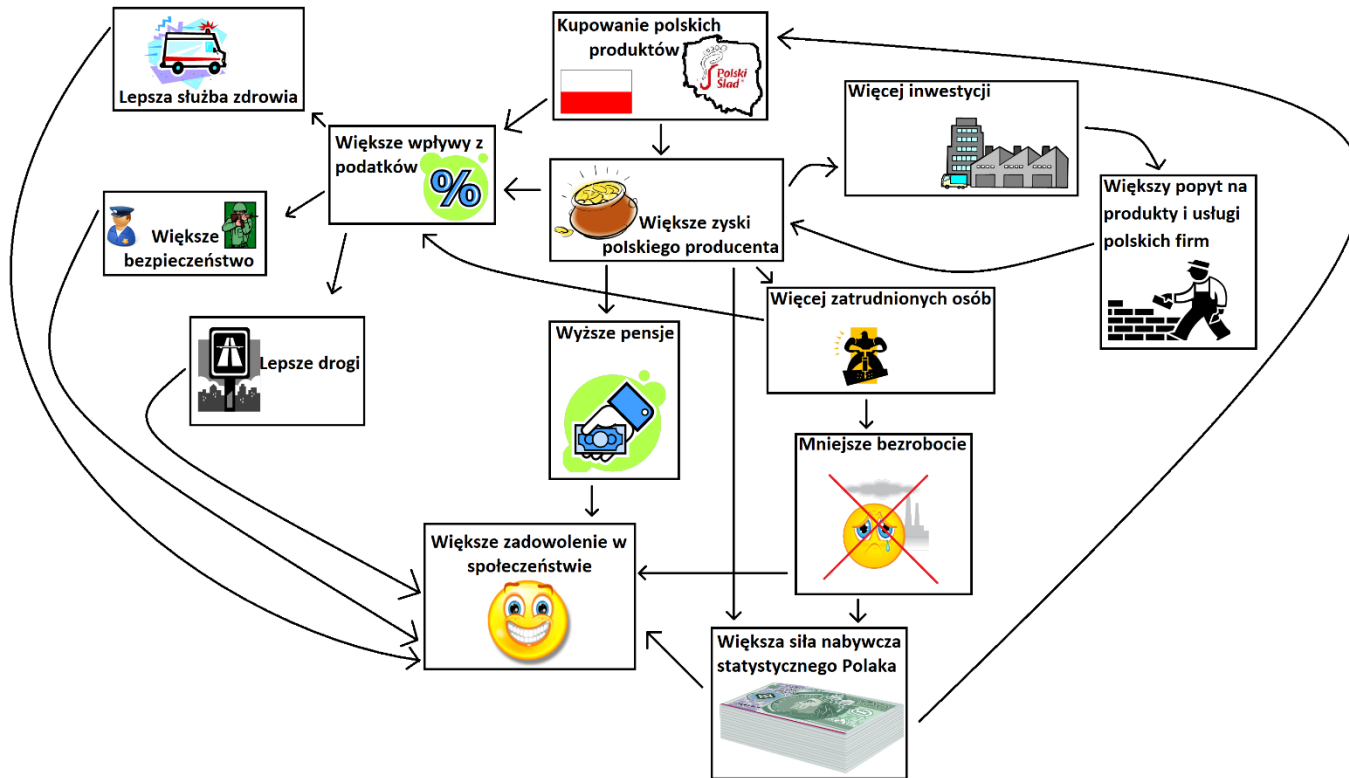 Kupowanie polskich
produktów
Polski
Ślad
Lepsza służba zdrowia
Więcej inwestycji
Większe wpływy z
podatków
%
Większe zyski
polskiego producenta
Większy popyt na
produkty i usługi
polskich firm
Większe
bezpieczeństwo
Więcej zatrudnionych osób
Wyższe pensje
Lepsze drogi
Mniejsze bezrobocie
Większe zadowolenie w
społeczeństwie
Większa siła nabywcza
statystycznego Polaka